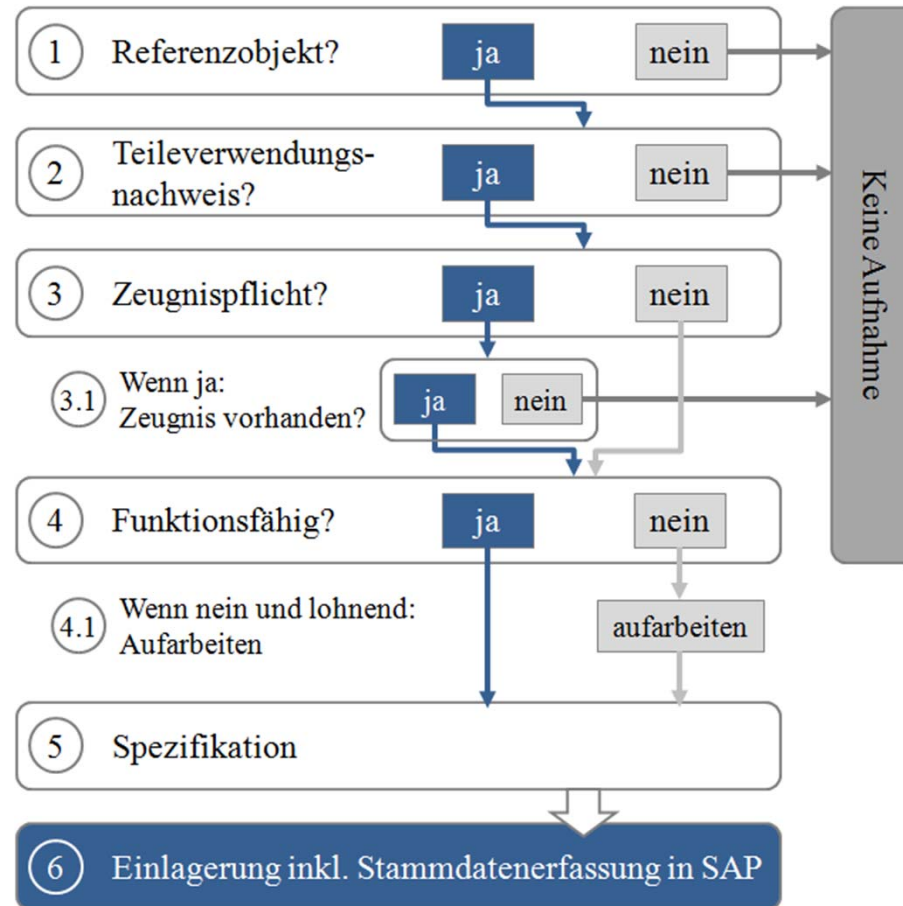 1 Referenzobjekt? ja nein
2 Teileverwendungs-
nachweis? ja nein
3 Zeugnispflicht? ja nein
3.1 Wenn ja:
Zeugnis vorhanden? ja nein
4 Funktionsfähig? ja nein
4.1 Wenn nein und lohnend:
Aufarbeiten
aufarbeiten
5 Spezifikation
6 Einlagerung inkl. Stammdatenerfassung in SAP
Keine Aufnahme